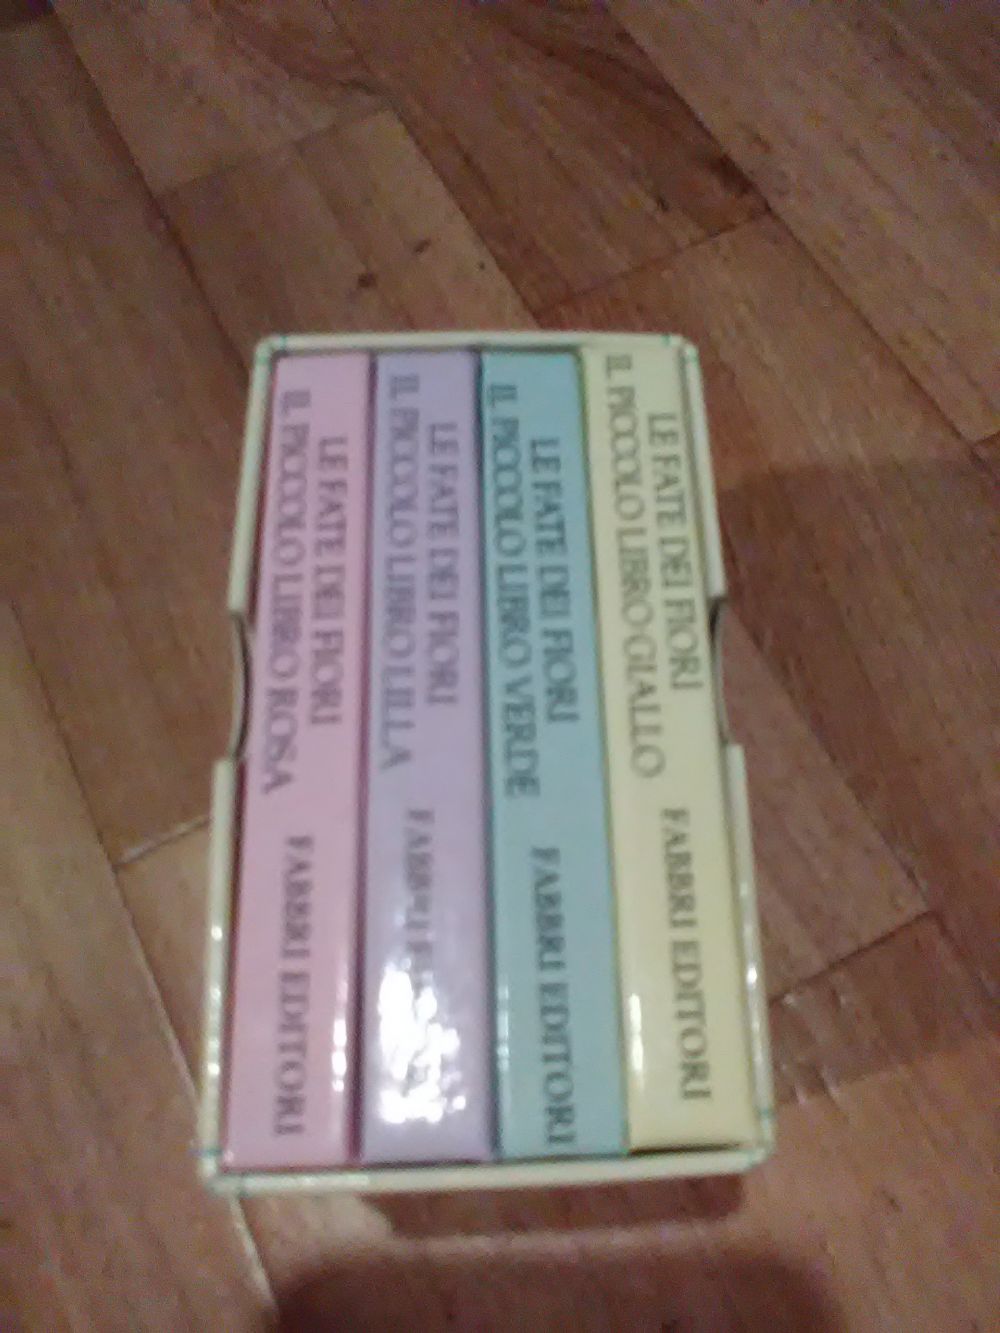 LE FATE DEI FIORI
IL PICCOLO LIBRO ROSA
FABBRI EDITORI
LE FATE DEI FIORI
IL PICCOLO LIBRO LILLA
FABBRI
LE FATE DEI FIORI
IL PICCOLO LIBRO VERDE
FABBRI EDITORI
LE FATE DEI FIORI
IL PICCOLO LIBRO GIALLO
FABBRI EDITORI